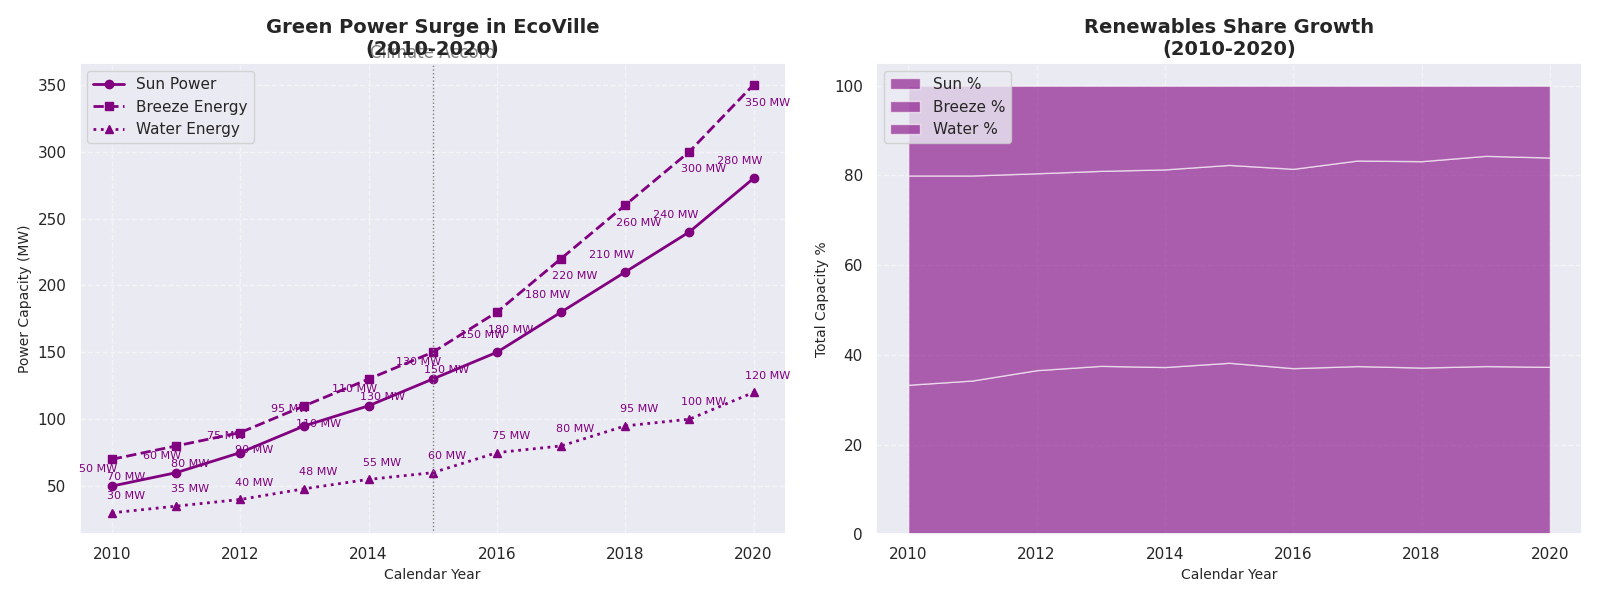 Green Power Surge in EcoVille
(2010-2020)
Climate Accord
Sun Power
Breeze Energy
Water Energy
Power Capacity (MW)
350
300
250
200
150
100
50
50 MW
60 MW
75 MW
95 MW
110 MW
130 MW
150 MW
180 MW
210 MW
240 MW
280 MW
70 MW
80 MW
90 MW
110 MW
130 MW
150 MW
180 MW
220 MW
260 MW
300 MW
350 MW
30 MW
35 MW
40 MW
48 MW
55 MW
60 MW
75 MW
80 MW
95 MW
100 MW
120 MW
2010 2012 2014 2016 2018 2020
Calendar Year
Renewables Share Growth
(2010-2020)
Sun %
Breeze %
Water %
Total Capacity %
100
80
60
40
20
0
2010 2012 2014 2016 2018 2020
Calendar Year